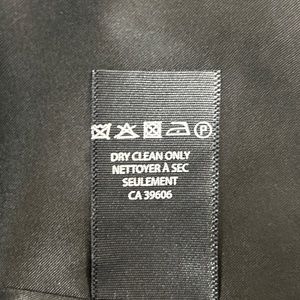 P
DRY CLEAN ONLY
NETTOYER À SEC
SEULEMENT
CA 39606